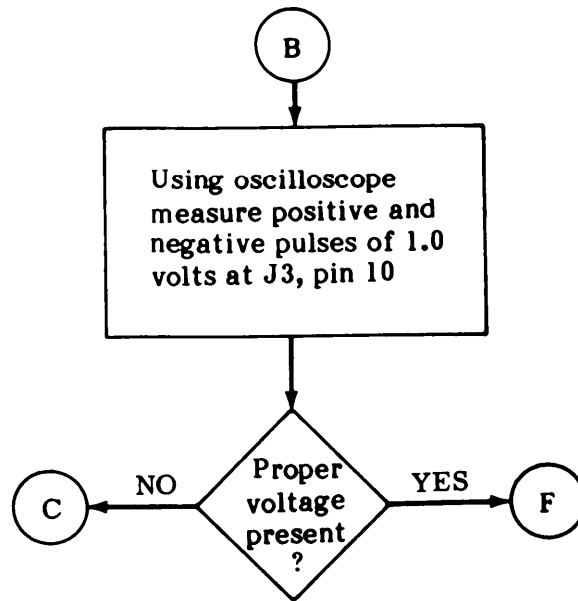 B
Using oscilloscope
measure positive and
negative pulses of 1.0
volts at J3, pin 10
Proper
voltage
present
?
NO
YES
C
F